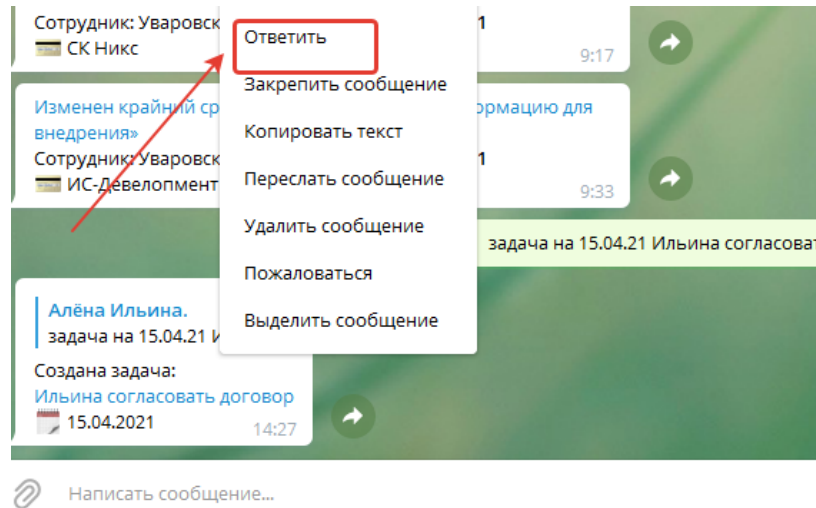 Сотрудник: Уваровск
1
СК Никс
9:17
Ответить
Закрепить сообщение
Копировать текст
Переслать сообщение
Удалить сообщение
Пожаловаться
Выделить сообщение
Изменен крайний ср
ормацию для
внедрения»
Сотрудник: Уваровск
1
ИС-Девелопмент
9:33
задача на 15.04.21 Ильина согласоват
Алёна Ильина.
задача на 15.04.21 И
Создана задача:
Ильина согласовать договор
15.04.2021
14:27
Написать сообщение...